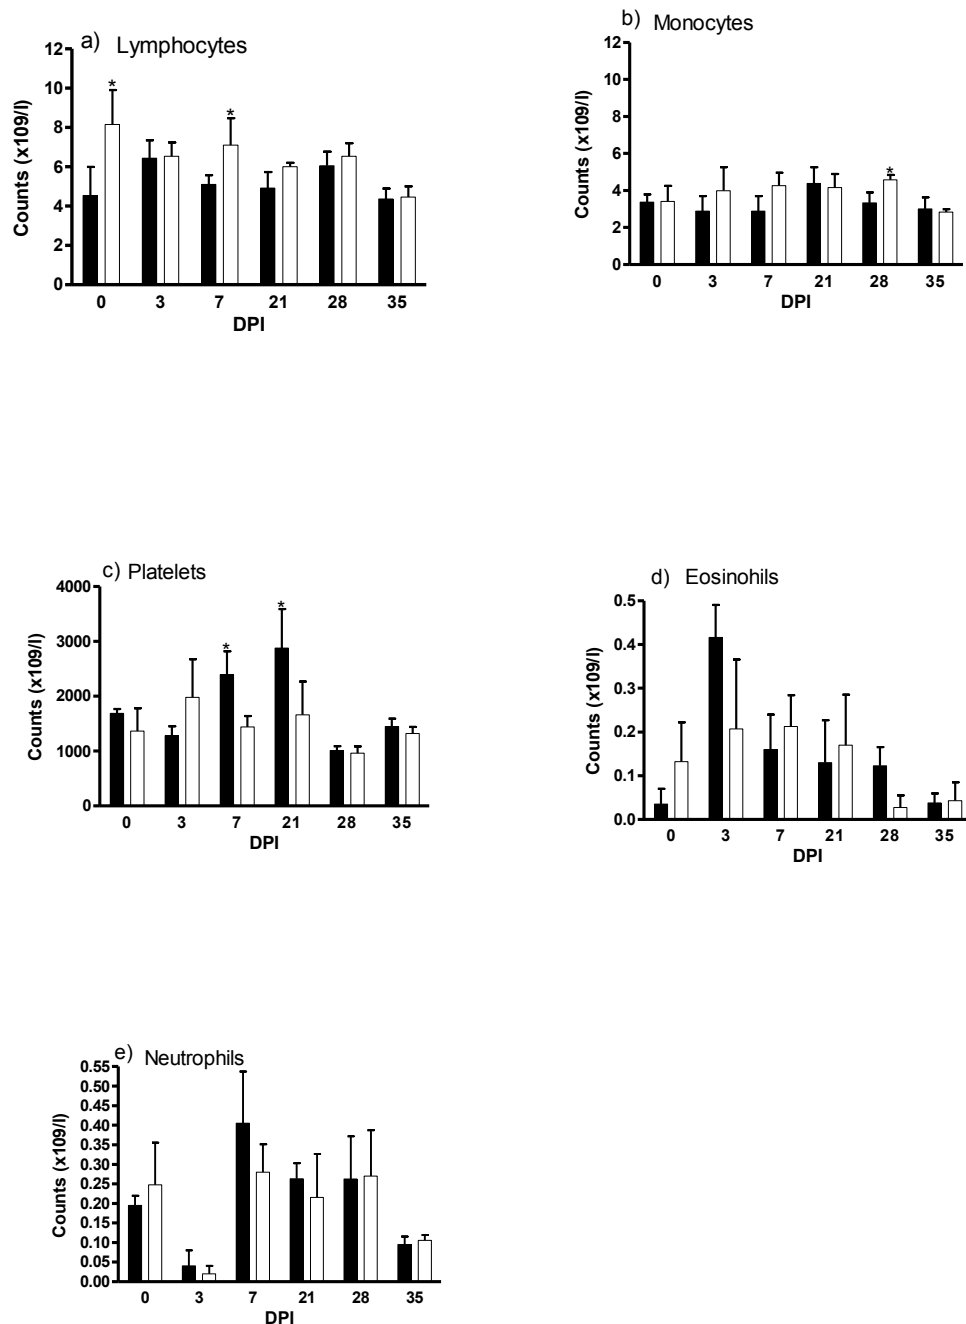 a) Lymphocytes
12
10
8
6
4
2
0
Counts (x109/l)
* *
0 3 7 21 28 35
DPI
b) Monocytes
12
10
8
6
4
2
0
Counts (x109/l)
*
0 3 7 21 28 35
DPI
c) Platelets
4000
3000
2000
1000
0
Counts (x109/l)
* *
0 3 7 21 28 35
DPI
d) Eosinohils
0.5
0.4
0.3
0.2
0.1
0.0
Counts (x109/l)
0 3 7 21 28 35
DPI
e) Neutrophils
0.55
0.50
0.45
0.40
0.35
0.30
0.25
0.20
0.15
0.10
0.05
0.00
Counts (x109/l)
0 3 7 21 28 35
DPI